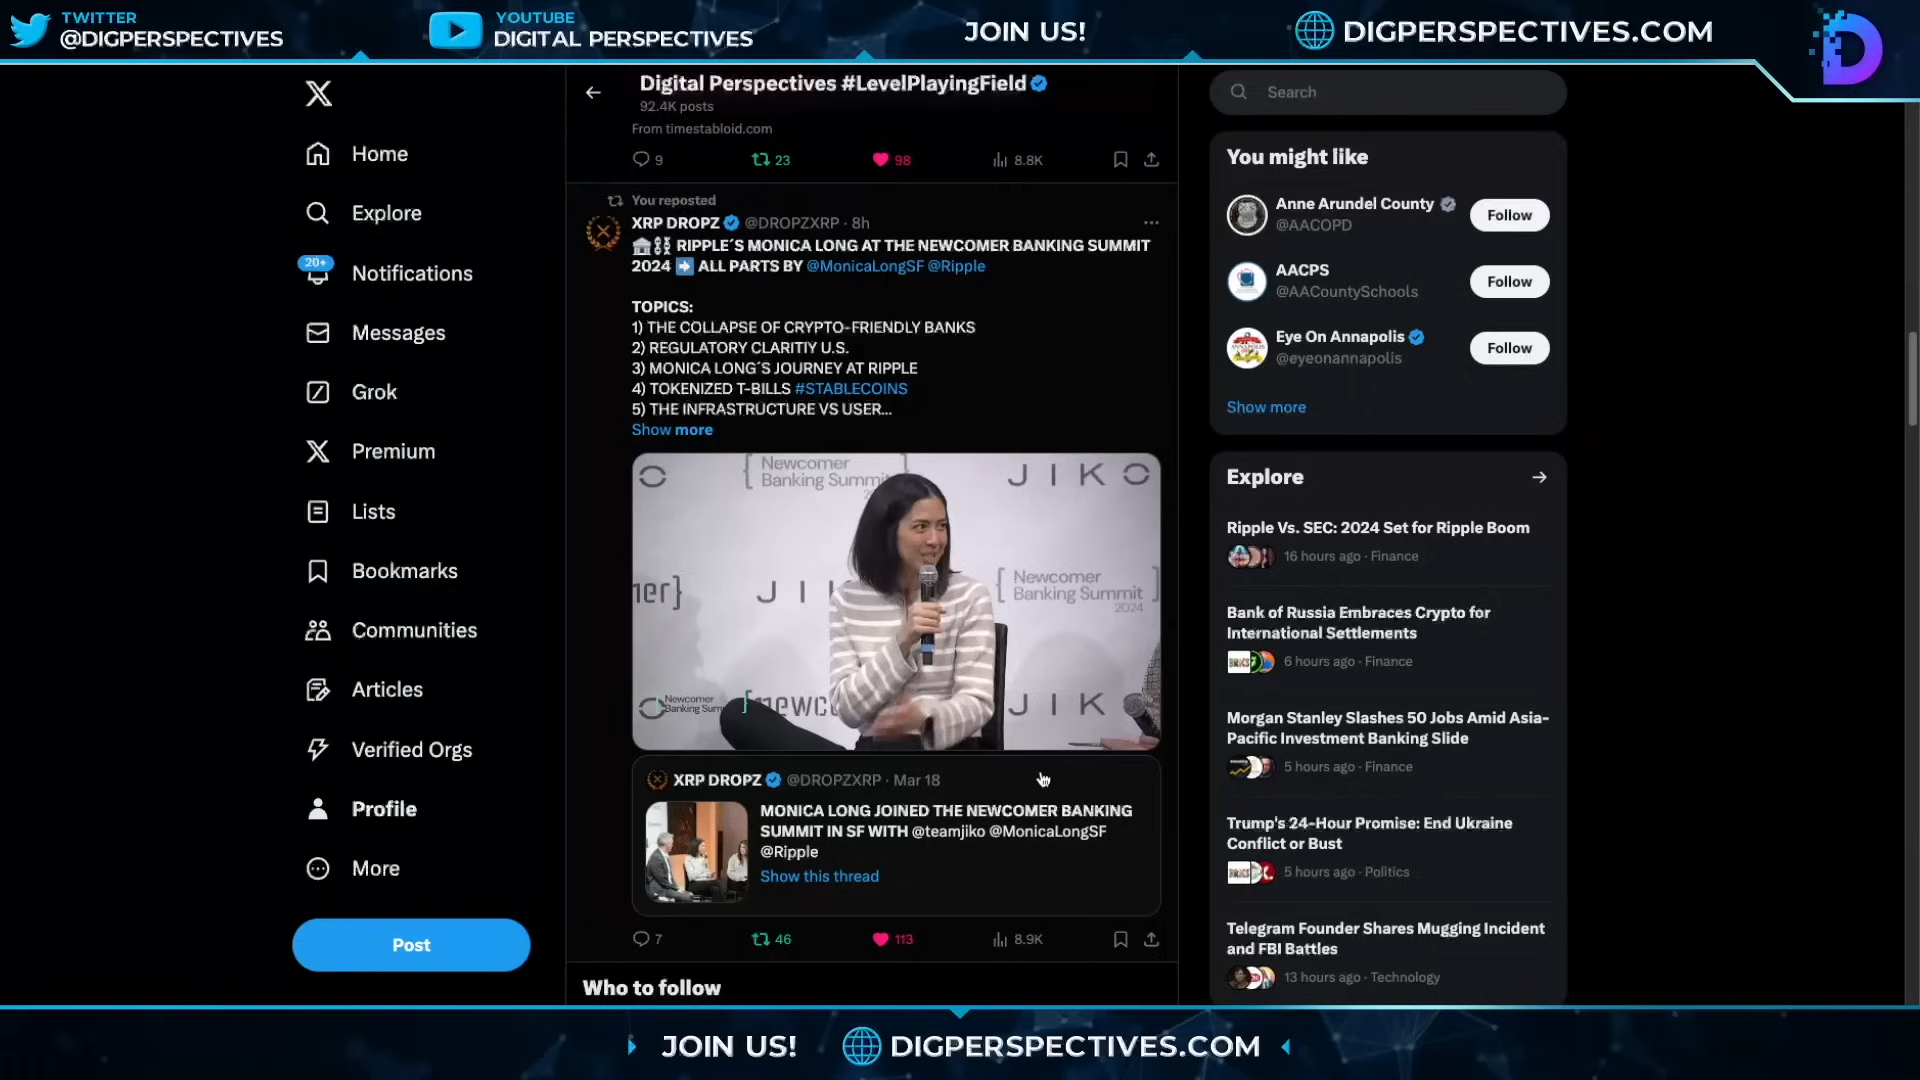 TWITTER
@DIGPERSPECTIVES
YOUTUBE
DIGITAL PERSPECTIVES
JOIN US!
DIGPERSPECTIVES.COM
Home
Explore
20+
Notifications
Messages
Grok
Premium
Lists
Bookmarks
Communities
Articles
Verified Orgs
Profile
More
Post
Digital Perspectives #LevelPlayingField
92.4K posts
From timestabloid.com
9 23 98 8.8K
You reposted
XRP DROPZ @DROPZXRP · 8h
RIPPLE´S MONICA LONG AT THE NEWCOMER BANKING SUMMIT
2024 ➡ ALL PARTS BY @MonicaLongSF @Ripple
TOPICS:
1) THE COLLAPSE OF CRYPTO-FRIENDLY BANKS
2) REGULATORY CLARITIY U.S.
3) MONICA LONG´S JOURNEY AT RIPPLE
4) TOKENIZED T-BILLS #STABLECOINS
5) THE INFRASTRUCTURE VS USER...
Show more
{ Newcomer
Banking Summit
JIKO
mer}
JI
{ Newcomer }
Banking Summit
2024
Newcomer
Banking Summ
{newco
JIKO
XRP DROPZ @DROPZXRP · Mar 18
MONICA LONG JOINED THE NEWCOMER BANKING
SUMMIT IN SF WITH @teamjiko @MonicaLongSF
@Ripple
Show this thread
7 46 113 8.9K
Who to follow
Search
You might like
Anne Arundel County
@AACOPD
Follow
AACPS
@AACountySchools
Follow
Eye On Annapolis
@eyeonannapolis
Follow
Show more
Explore
Ripple Vs. SEC: 2024 Set for Ripple Boom
16 hours ago · Finance
Bank of Russia Embraces Crypto for
International Settlements
BRICS
6 hours ago · Finance
Morgan Stanley Slashes 50 Jobs Amid Asia-
Pacific Investment Banking Slide
5 hours ago · Finance
Trump's 24-Hour Promise: End Ukraine
Conflict or Bust
BRICS
5 hours ago · Politics
Telegram Founder Shares Mugging Incident
and FBI Battles
13 hours ago · Technology
JOIN US!
DIGPERSPECTIVES.COM